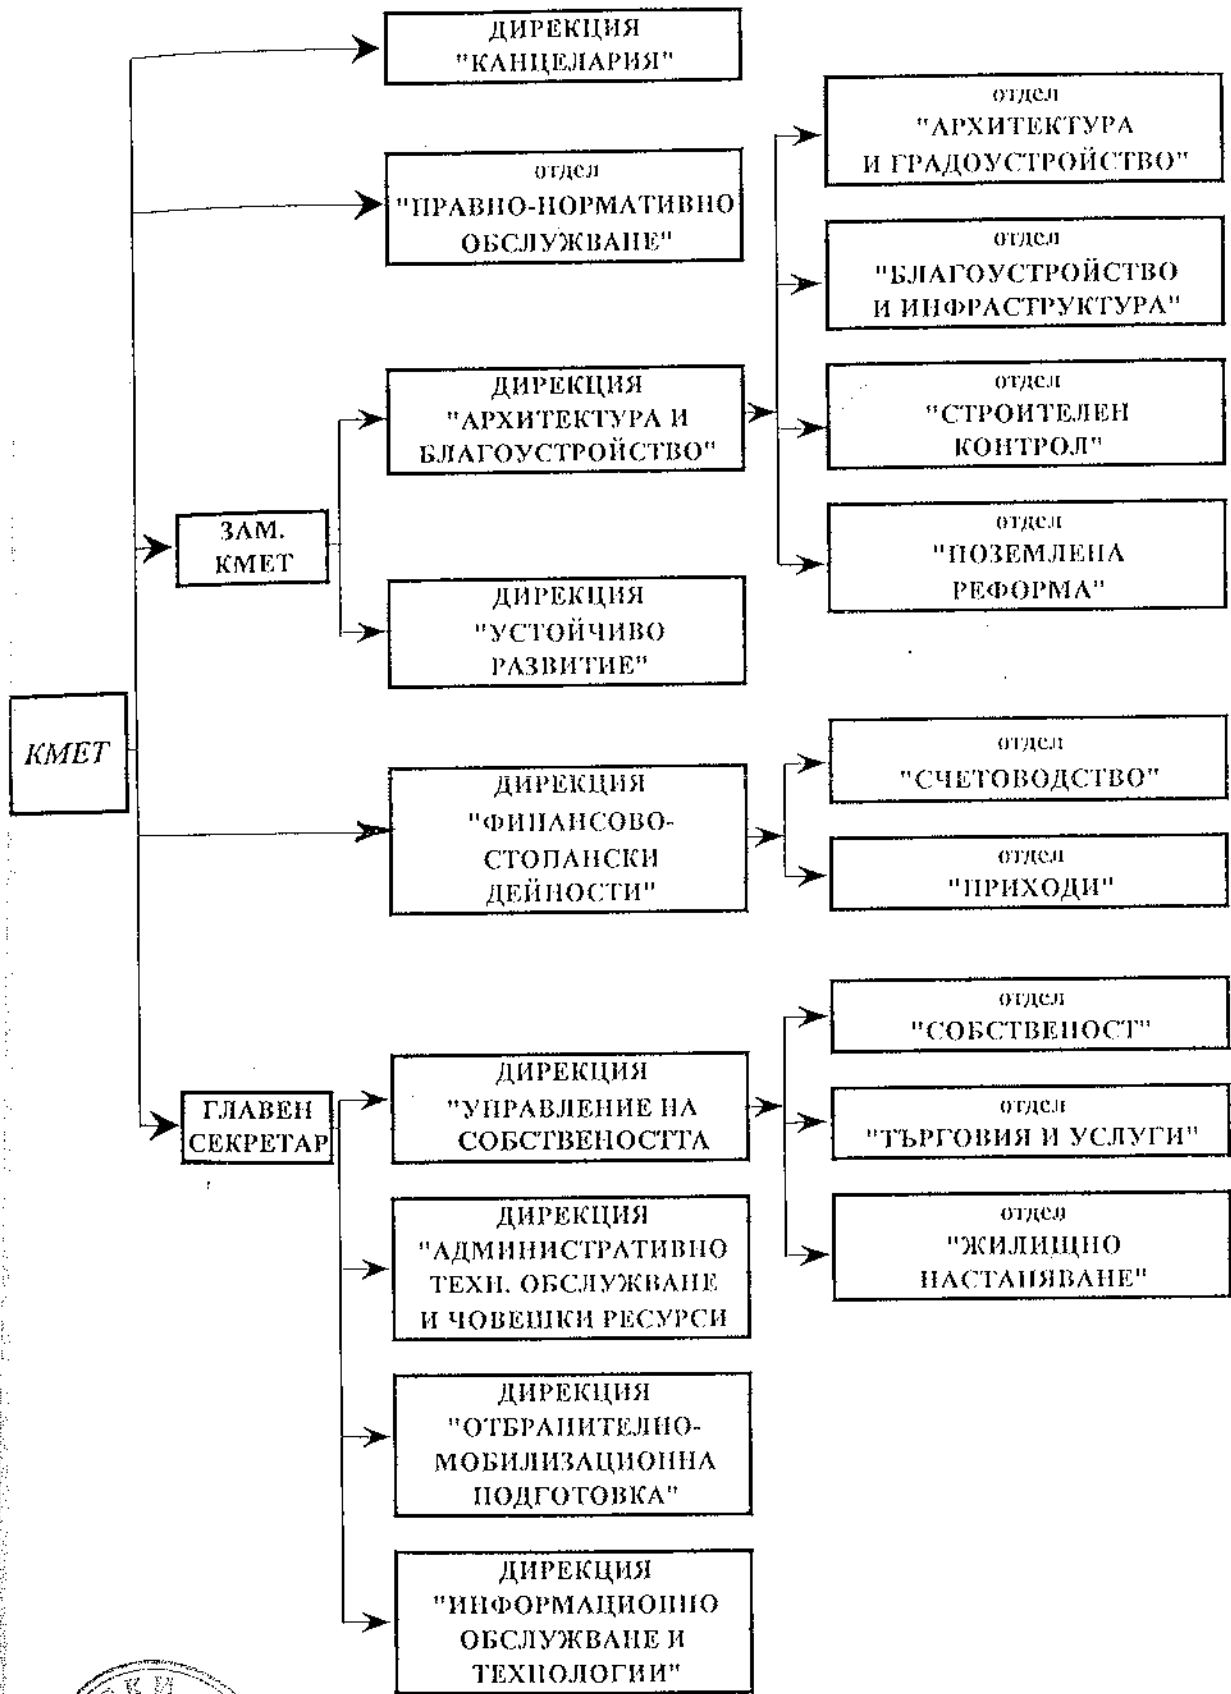 ДИРЕКЦИЯ
"КАНЦЕЛАРИЯ"
отдел
"ПРАВНО-НОРМАТИВНО
ОБСЛУЖВАНЕ"
ДИРЕКЦИЯ
"АРХИТЕКТУРА И
БЛАГОУСТРОЙСТВО"
отдел
"АРХИТЕКТУРА
И ГРАДОУСТРОЙСТВО"
отдел
"БЛАГОУСТРОЙСТВО
И ИНФРАСТРУКТУРА"
отдел
"СТРОИТЕЛЕН
КОНТРОЛ"
отдел
"ПОЗЕМЛЕНА
РЕФОРМА"
ЗАМ.
КМЕТ
ДИРЕКЦИЯ
"УСТОЙЧИВО
РАЗВИТИЕ"
КМЕТ
ДИРЕКЦИЯ
"ФИНАНСОВО-
СТОПАНСКИ
ДЕЙНОСТИ"
отдел
"СЧЕТОВОДСТВО"
отдел
"ПРИХОДИ"
ГЛАВЕН
СЕКРЕТАР
ДИРЕКЦИЯ
"УПРАВЛЕНИЕ НА
СОБСТВЕНОСТТА
отдел
"СОБСТВЕНОСТ"
отдел
"ТЪРГОВИЯ И УСЛУГИ"
отдел
"ЖИЛИЩНО
НАСТАНЯВАНЕ"
ДИРЕКЦИЯ
"АДМИНИСТРАТИВНО
ТЕХН. ОБСЛУЖВАНЕ
И ЧОВЕШКИ РЕСУРСИ
ДИРЕКЦИЯ
"ОТБРАНИТЕЛНО-
МОБИЛИЗАЦИОННА
ПОДГОТОВКА"
ДИРЕКЦИЯ
"ИНФОРМАЦИОННО
ОБСЛУЖВАНЕ И
ТЕХНОЛОГИИ"